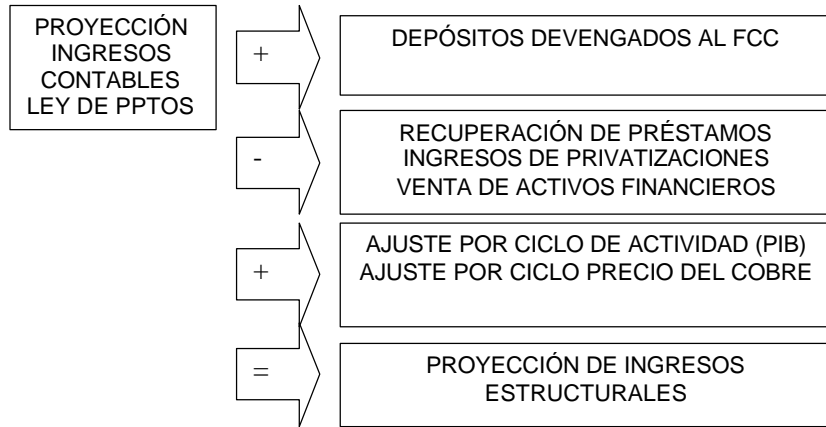 PROYECCIÓN
INGRESOS
CONTABLES
LEY DE PPTOS
+
DEPÓSITOS DEVENGADOS AL FCC
-
RECUPERACIÓN DE PRÉSTAMOS
INGRESOS DE PRIVATIZACIONES
VENTA DE ACTIVOS FINANCIEROS
+
AJUSTE POR CICLO DE ACTIVIDAD (PIB)
AJUSTE POR CICLO PRECIO DEL COBRE
=
PROYECCIÓN DE INGRESOS
ESTRUCTURALES